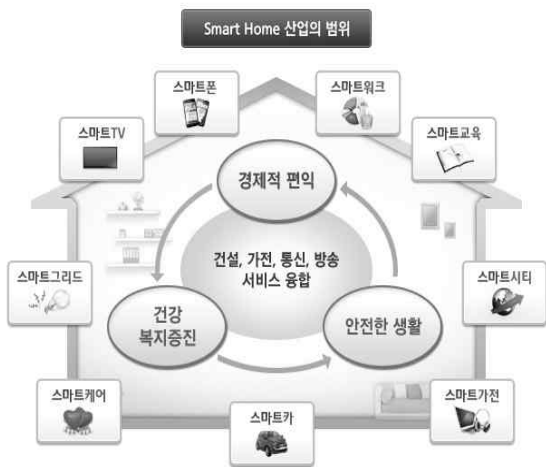 Smart Home 산업의 범위
스마트폰
스마트워크
스마트TV
스마트교육
경제적 편익
건설, 가전, 통신, 방송
서비스 융합
스마트그리드
스마트시티
건강
복지증진
안전한 생활
스마트케어
스마트카
스마트가전